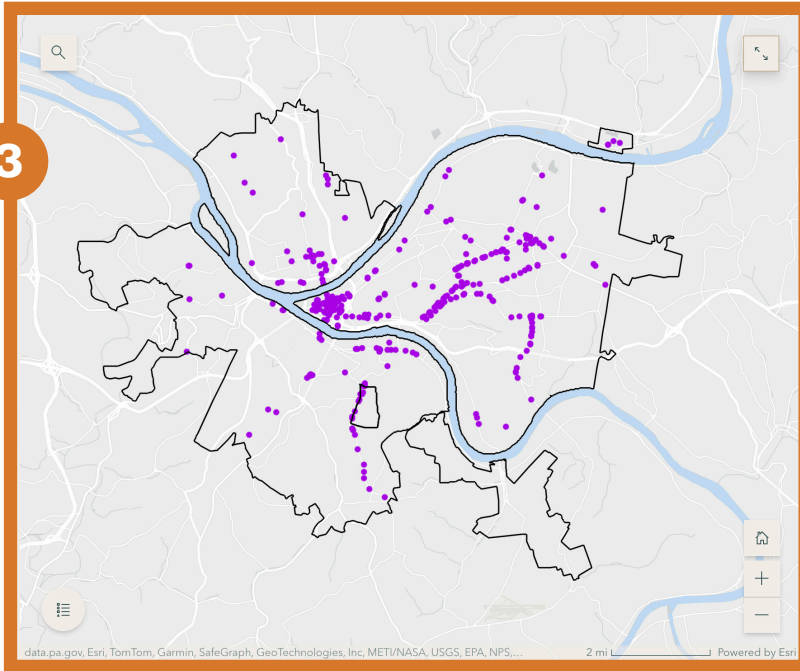 3
data.pa.gov, Esri, TomTom, Garmin, SafeGraph, GeoTechnologies, Inc, METI/NASA, USGS, EPA, NPS,...
2 mi
Powered by Esri